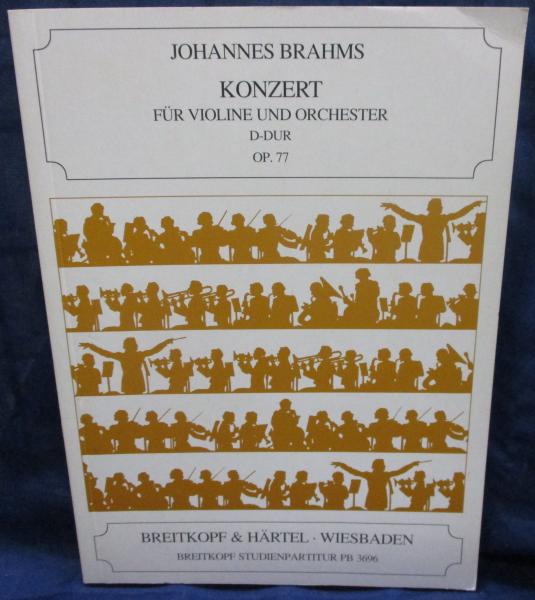 JOHANNES BRAHMS
KONZERT
FÜR VIOLINE UND ORCHESTER
D-DUR
OP. 77
BREITKOPF & HÄRTEL · WIESBADEN
BREITKOPF STUDIENPARTITUR PB 3696